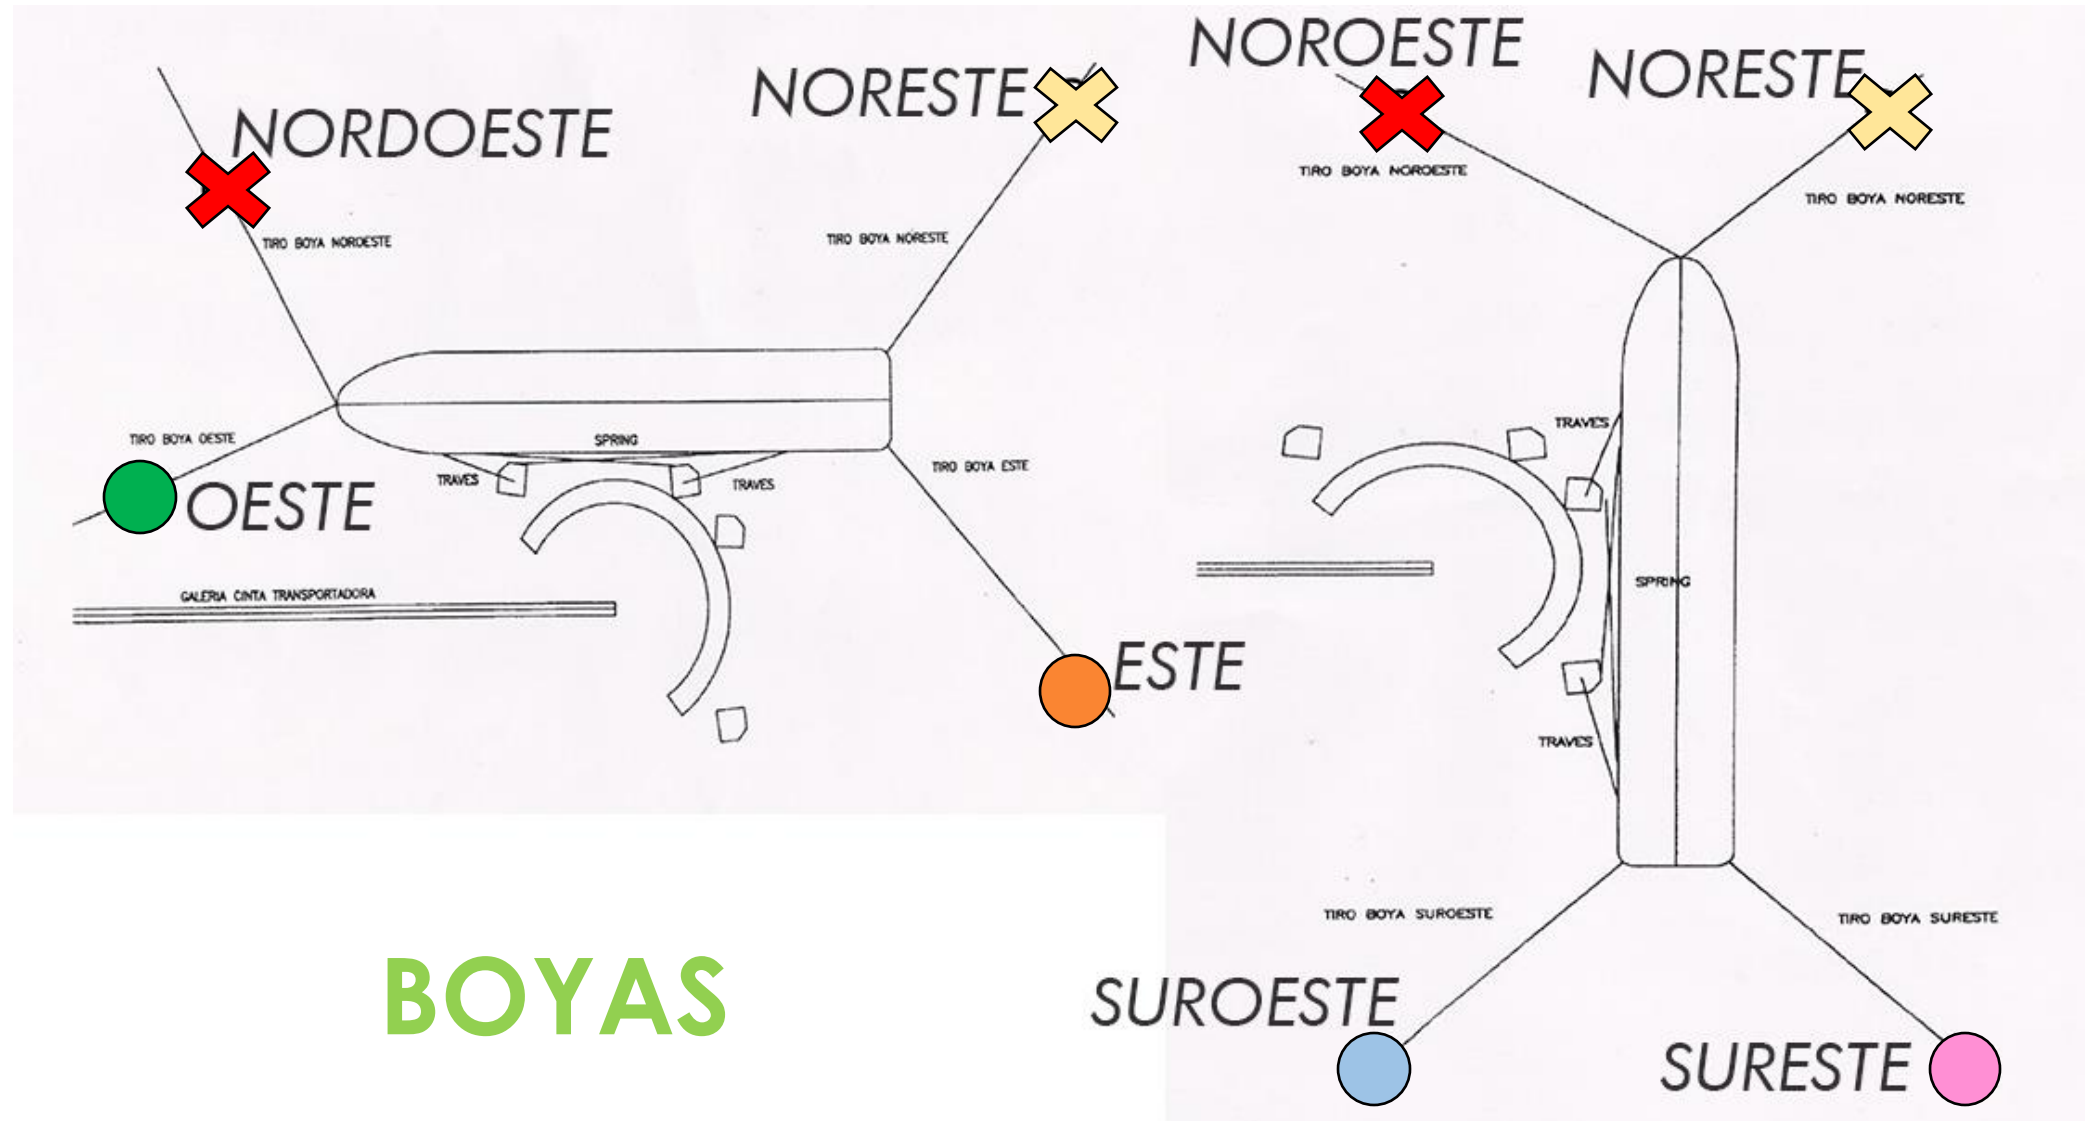 NORDOESTE
NORESTE
TIRO BOYA NOROESTE
TIRO BOYA NORESTE
TIRO BOYA OESTE
OESTE
SPRING
TRAVES
TRAVES
TIRO BOYA ESTE
ESTE
GALERIA CINTA TRANSPORTADORA
BOYAS
NOROESTE
NORESTE
TIRO BOYA NOROESTE
TIRO BOYA NORESTE
TRAVES
SPRING
TRAVES
TIRO BOYA SUROESTE
TIRO BOYA SURESTE
SUROESTE
SURESTE